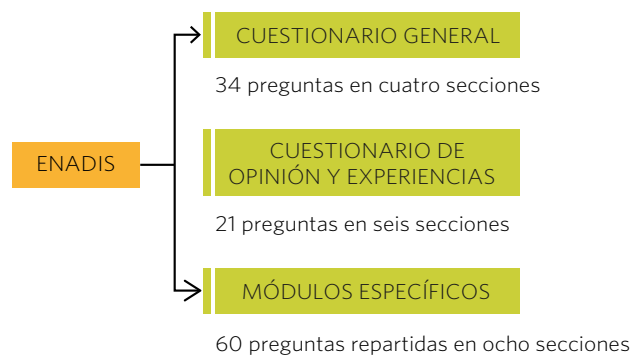 CUESTIONARIO GENERAL
34 preguntas en cuatro secciones
ENADIS
CUESTIONARIO DE
OPINIÓN Y EXPERIENCIAS
21 preguntas en seis secciones
MÓDULOS ESPECÍFICOS
60 preguntas repartidas en ocho secciones